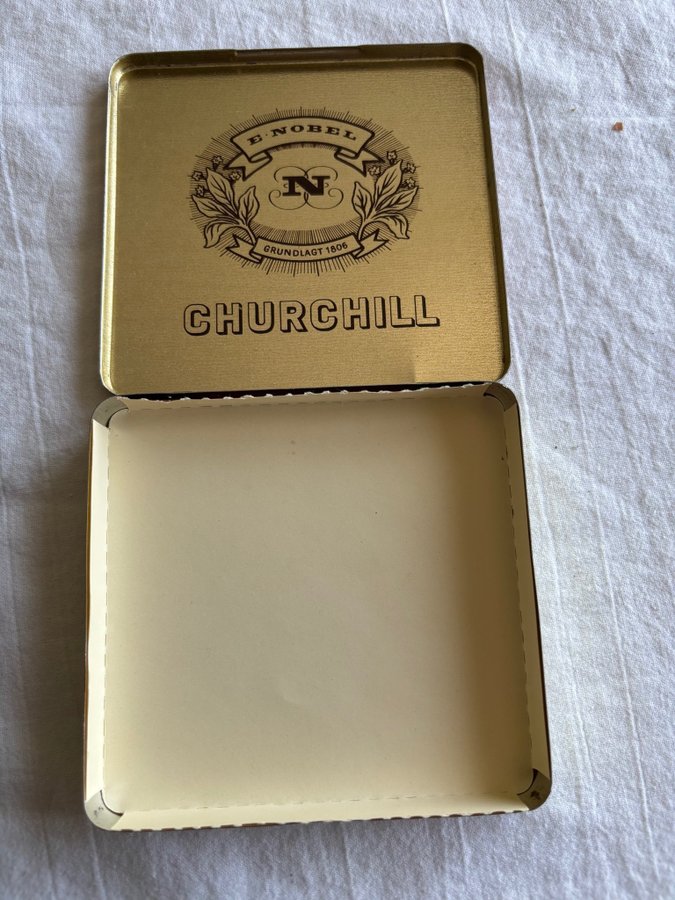 E·NOBEL
N
GRUNDLAGT 1806
CHURCHILL